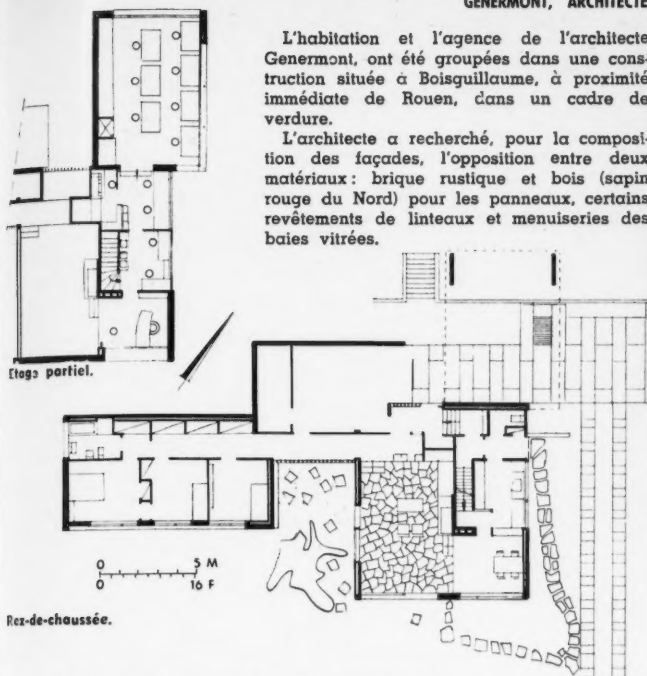 GENERMONT, ARCHITECTE
L'habitation et l'agence de l'architecte
Genermont, ont été groupées dans une cons-
truction située à Boisguillaume, à proximité
immédiate de Rouen, dans un cadre de
verdure.
L'architecte a recherché, pour la composi-
tion des façades, l'opposition entre deux
matériaux : brique rustique et bois (sapin
rouge du Nord) pour les panneaux, certains
revêtements de linteaux et menuiseries des
baies vitrées.
Etage partiel.
0 5 M
0 16 F
Rez-de-chaussée.